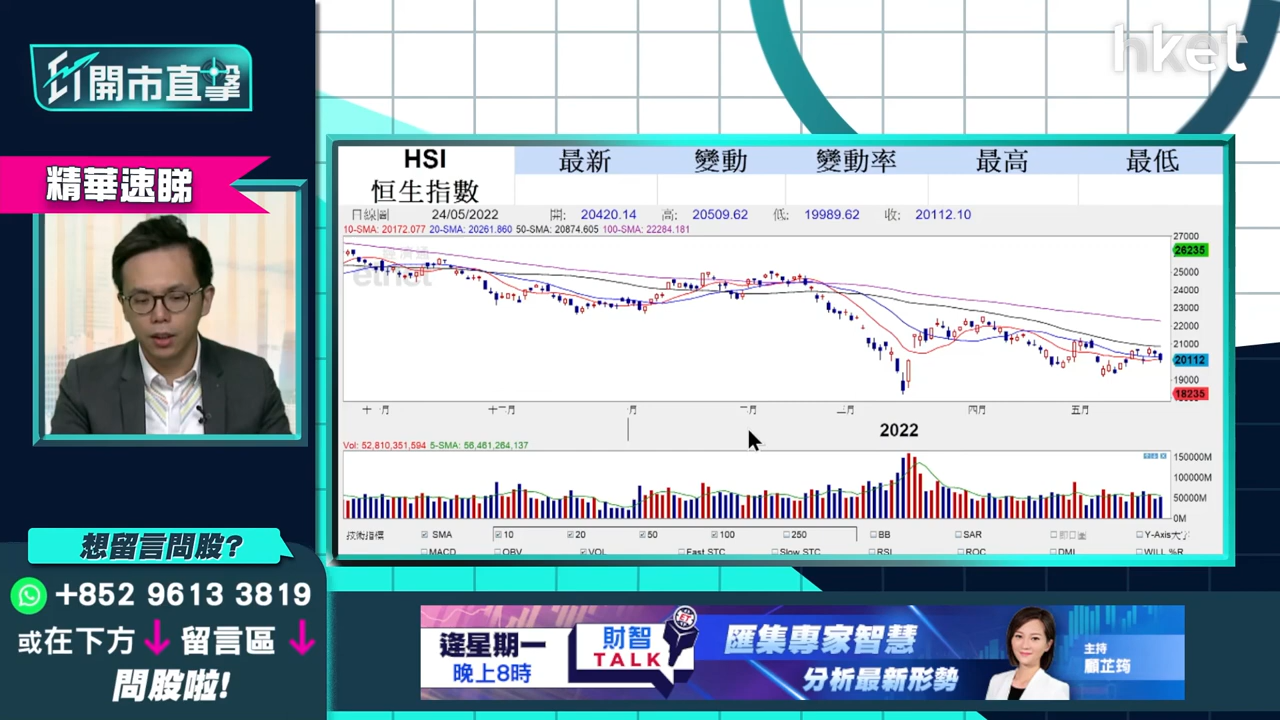 開市直擊
精華速睇
想留言問股?
+852 9613 3819
或在下方 留言區
問股啦!
hket
HSI
恒生指數
最新 變動 變動率 最高 最低
日線圖 24/05/2022 開: 20420.14 高: 20509.62 低: 19989.62 收: 20112.10
10-SMA: 20172.077 20-SMA: 20261.860 50-SMA: 20874.605 100-SMA: 22284.181
etnet
27000
26235
25000
24000
23000
22000
21000
20112
19000
18235
十一月 十二月 一月 二月 三月 四月 五月
2022
Vol: 52,810,351,594 5-SMA: 56,461,264,137
150000M
100000M
50000M
0M
技術指標 SMA 10 20 50 100 250 BB SAR Y-Axis大字
MACD OBV VOL Fast STC Slow STC RSI ROC DMI WILL %R
逢星期一
晚上8時
財智
TALK
匯集專家智慧
分析最新形勢
主持
顧芷筠